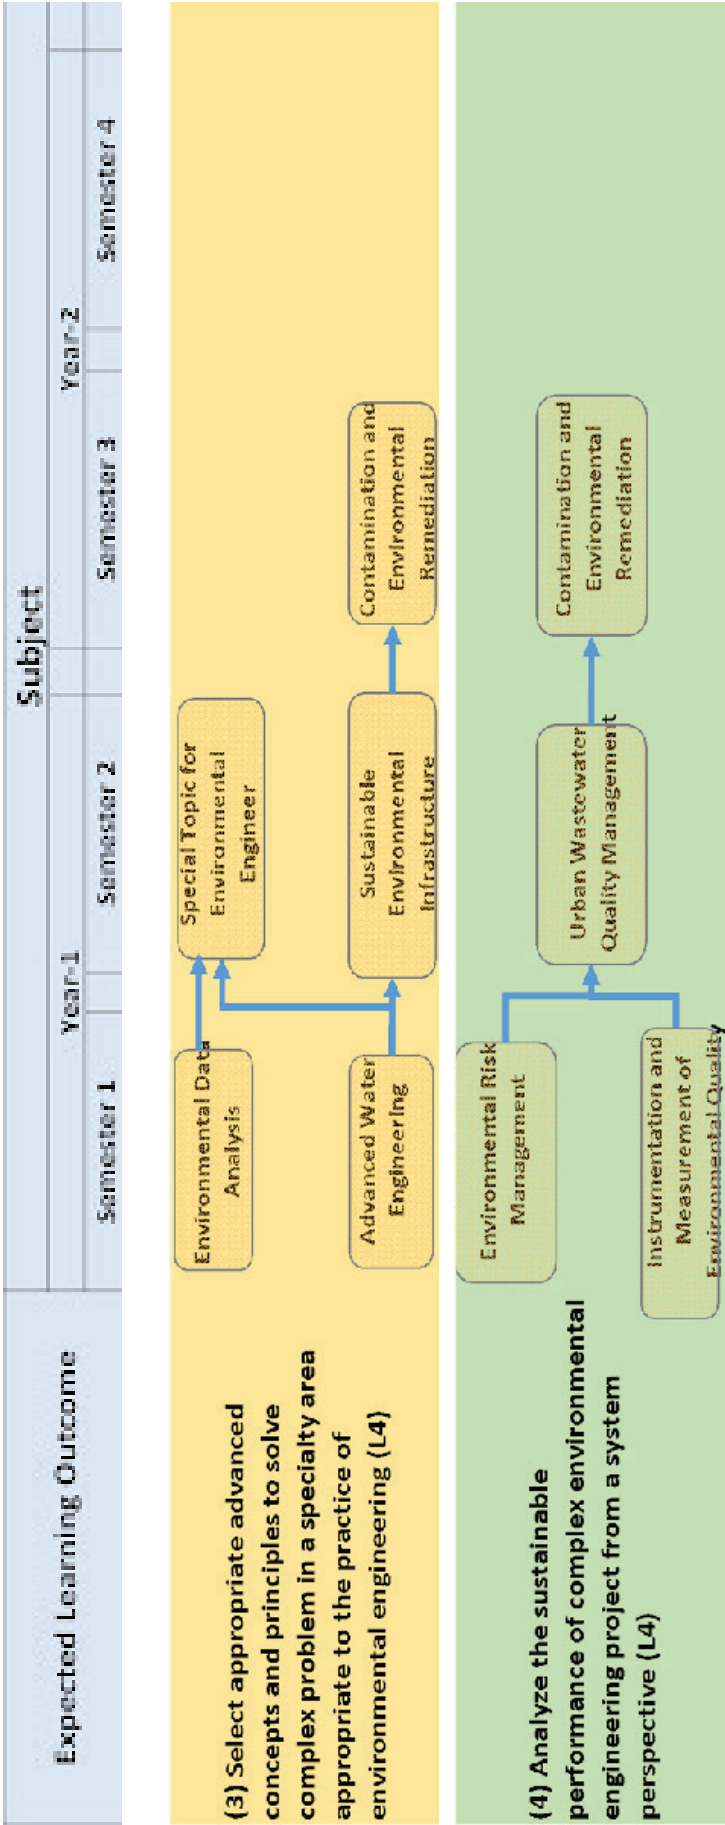 Subject
Expected Learning Outcome
Year-1
Year-2
Semester 1
Semester 2
Semester 3
Semester 4
(3) Select appropriate advanced
concepts and principles to solve
complex problem in a specialty area
appropriate to the practice of
environmental engineering (L4)
Environmental Data
Analysis
Special Topic for
Environmental
Engineer
Advanced Water
Engineering
Sustainable
Environmental
Infrastructure
Contamination and
Environmental
Remediation
(4) Analyze the sustainable
performance of complex environmental
engineering project from a system
perspective (L4)
Environmental Risk
Management
Instrumentation and
Measurement of
Environmental Quality
Urban Wastewater
Quality Management
Contamination and
Environmental
Remediation